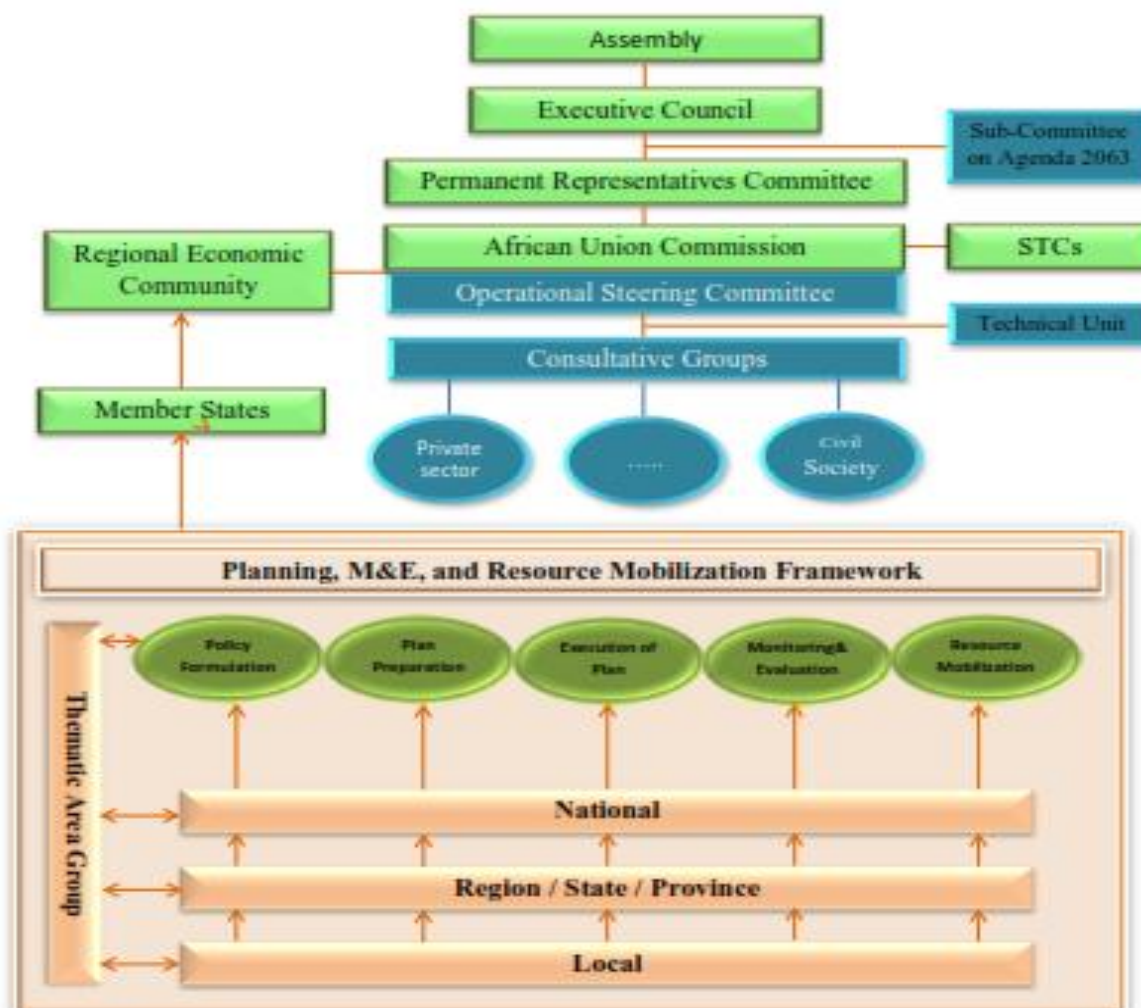 Assembly
Executive Council
Sub-Committee
on Agenda 2063
Permanent Representatives Committee
Regional Economic
Community
African Union Commission
STCs
Operational Steering Committee
Technical Unit
Consultative Groups
Member States
Private
sector
.....
Civil
Society
Planning, M&E, and Resource Mobilization Framework
Thematic Area Group
Policy
Formulation
Plan
Preparation
Execution of
Plan
Monitoring&
Evaluation
Resource
Mobilization
National
Region / State / Province
Local